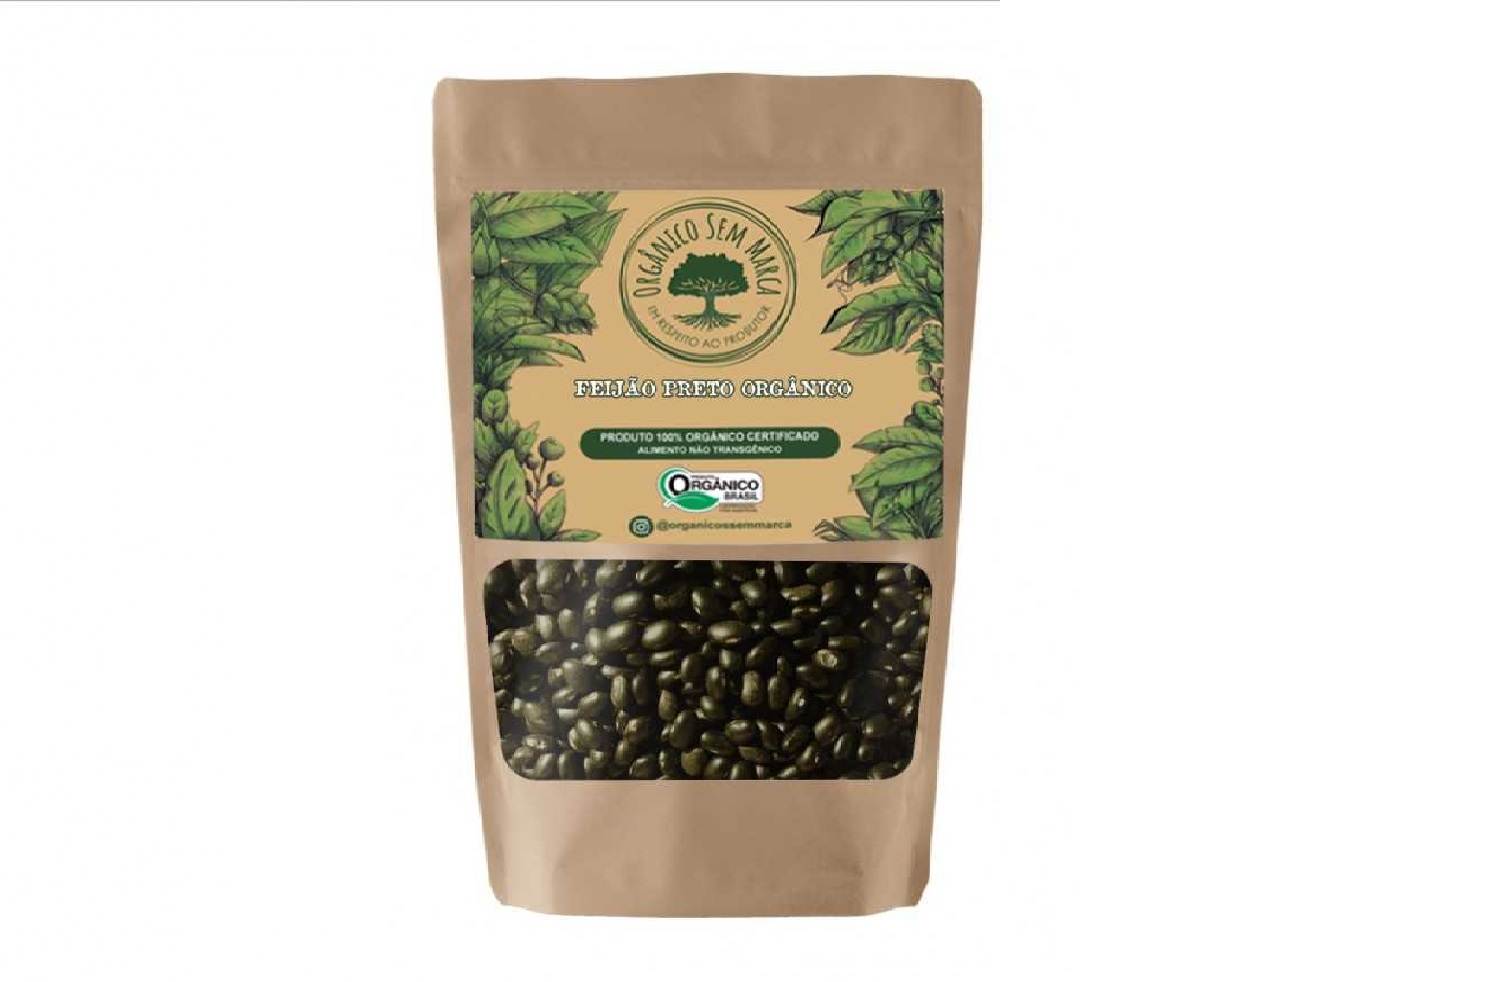 ORGÂNICO SEM MARCA
EM RESPEITO AO PRODUTOR
FEIJÃO PRETO ORGÂNICO
PRODUTO 100% ORGÂNICO CERTIFICADO
ALIMENTO NÃO TRANSGÊNICO
PRODUTO
ORGÂNICO
BRASIL
@organicossemmarca